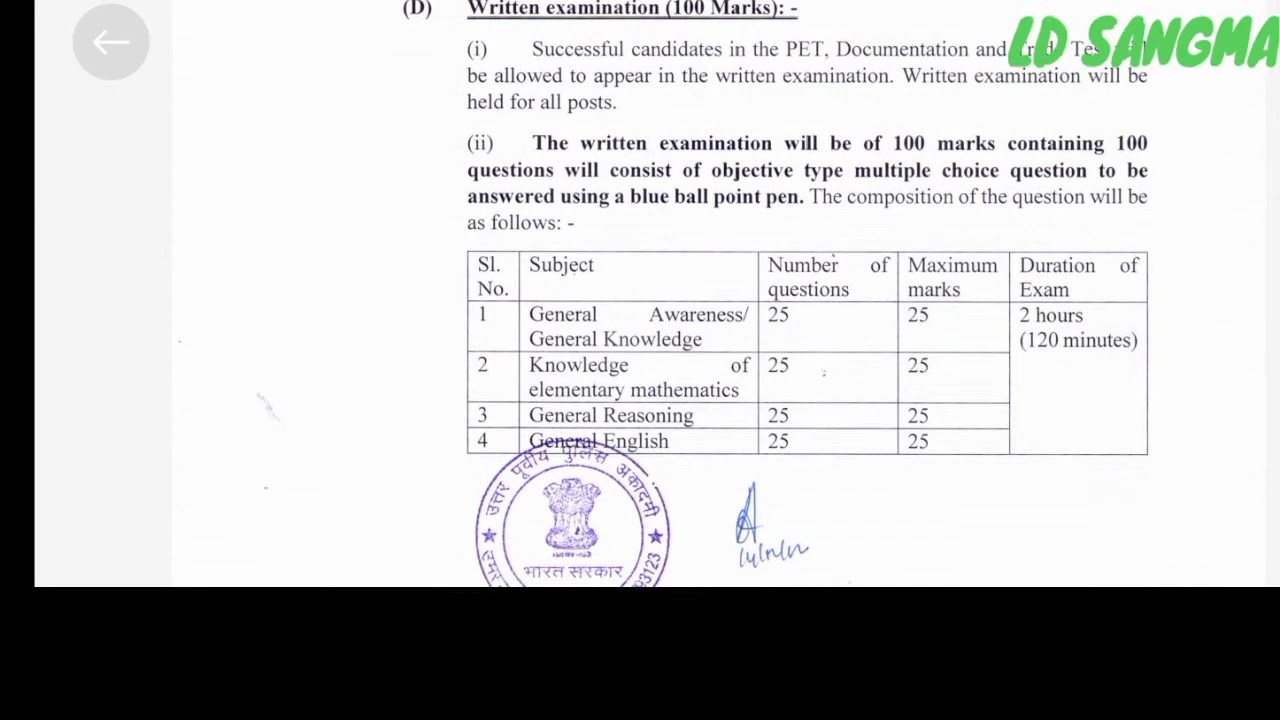 (D) Written examination (100 Marks): -
LD SANGMA
(i) Successful candidates in the PET, Documentation and
be allowed to appear in the written examination. Written examination will be
held for all posts.
(ii) The written examination will be of 100 marks containing 100
questions will consist of objective type multiple choice question to be
answered using a blue ball point pen. The composition of the question will be
as follows: -
Sl. No. Subject Number of questions Maximum marks Duration of Exam
1 General Awareness/ General Knowledge 25 25 2 hours (120 minutes)
2 Knowledge of elementary mathematics 25 25
3 General Reasoning 25 25
4 General English 25 25
उत्तर पूर्वीय पुलिस अकादमी
भारत सरकार